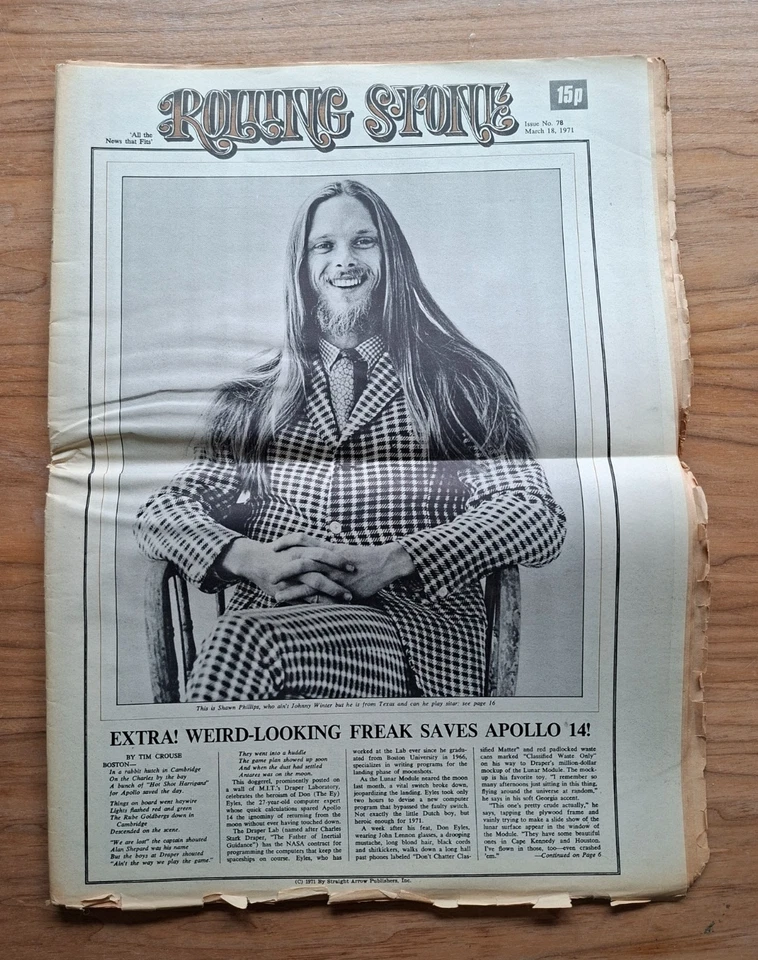 'All the
News that Fits'
ROLLING STONE
15p
Issue No. 78
March 18, 1971
This is Shawn Phillips, who ain't Johnny Winter but he is from Texas and can he play sitar: see page 16
EXTRA! WEIRD-LOOKING FREAK SAVES APOLLO 14!
BY TIM CROUSE
BOSTON—
In a rabbit hutch in Cambridge
On the Charles by the bay
A bunch of "Hot Shot Harrigans"
for Apollo saved the day.
Things on board went haywire
Lights flashed red and green
The Rube Goldbergs down in
Cambridge
Descended on the scene.
"We are lost" the captain shouted
Alan Shepard was his name
But the boys at Draper shouted
"Ain't the way we play the game."
They went into a huddle
The game plan showed up soon
And when the dust had settled
Antares was on the moon.
This doggerel, prominently posted on
a wall of M.I.T.'s Draper Laboratory,
celebrates the heroism of Don (The Ey)
Eyles, the 27-year-old computer expert
whose quick calculations spared Apollo
14 the ignominy of returning from the
moon without ever having touched down.
The Draper Lab (named after Charles
Stark Draper, "The Father of Inertial
Guidance") has the NASA contract for
programming the computers that keep the
spaceships on course. Eyles, who has
worked at the Lab ever since he gradu-
ated from Boston University in 1966,
specializes in writing programs for the
landing phase of moonshots.
As the Lunar Module neared the moon
last month, a vital switch broke down,
jeopardizing the landing. Eyles took only
two hours to devise a new computer
program that bypassed the faulty switch.
Not exactly the little Dutch boy, but
heroic enough for 1971.
A week after his feat, Don Eyles,
wearing John Lennon glasses, a drooping
mustache, long blond hair, black cords
and shitkickers, walks down a long hall
past phones labeled "Don't Chatter Clas-
sified Matter" and red padlocked waste
cans marked "Classified Waste Only"
on his way to Draper's million-dollar
mockup of the Lunar Module. The mock-
up is his favorite toy. "I remember so
many afternoons just sitting in this thing,
flying around the universe at random,"
he says in his soft Georgia accent.
"This one's pretty crude actually," he
says, tapping the plywood frame and
vainly trying to make a slide show of the
lunar surface appear in the window of
the Module. "They have some beautiful
ones in Cape Kennedy and Houston.
I've flown in those, too—even crashed
'em."
—Continued on Page 6
(C) 1971 By Straight Arrow Publishers, Inc.